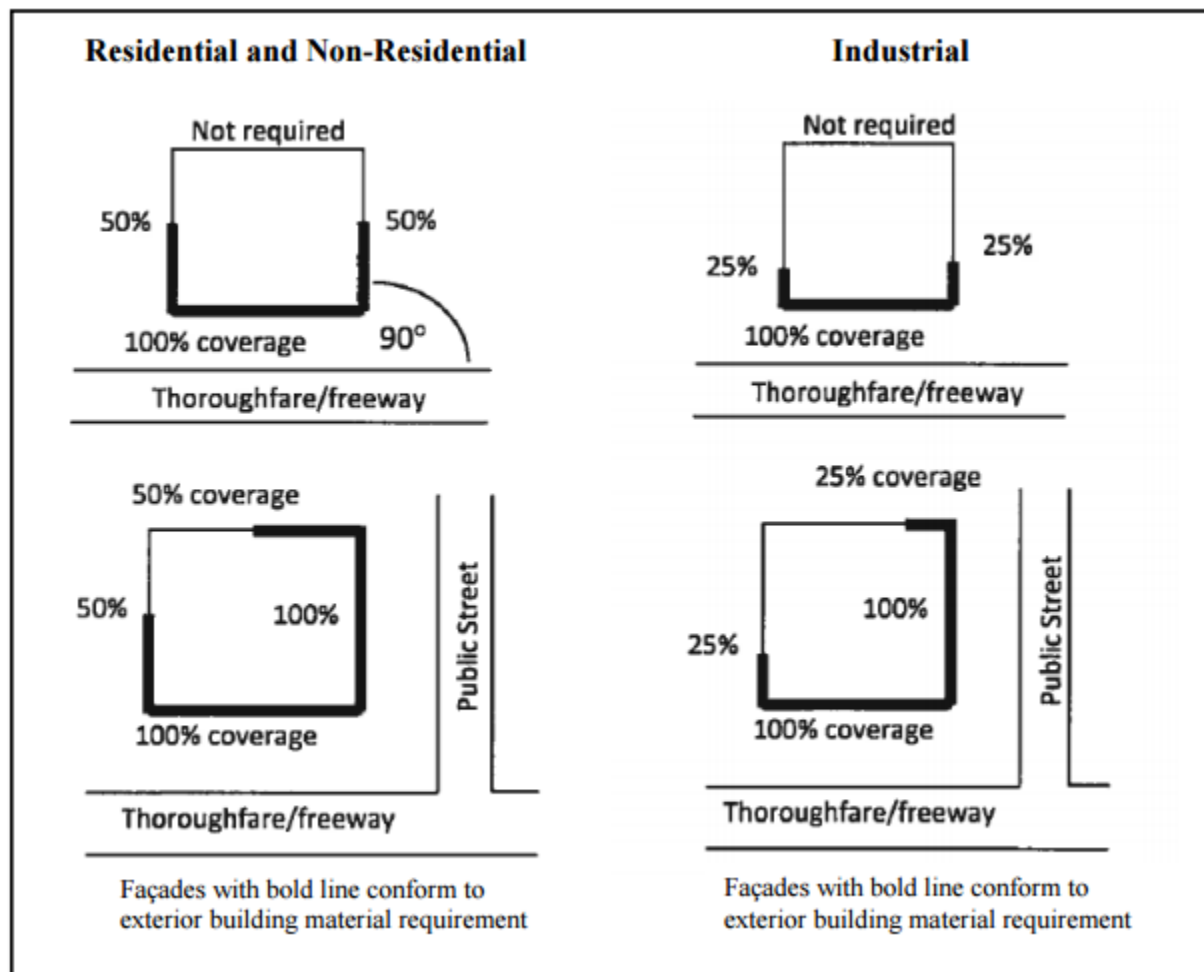 Residential and Non-Residential
Not required
50%
50%
90°
100% coverage
Thoroughfare/freeway
50% coverage
50%
100%
Public Street
100% coverage
Thoroughfare/freeway
Façades with bold line conform to
exterior building material requirement
Industrial
Not required
25%
25%
100% coverage
Thoroughfare/freeway
25% coverage
100%
25%
Public Street
100% coverage
Thoroughfare/freeway
Façades with bold line conform to
exterior building material requirement